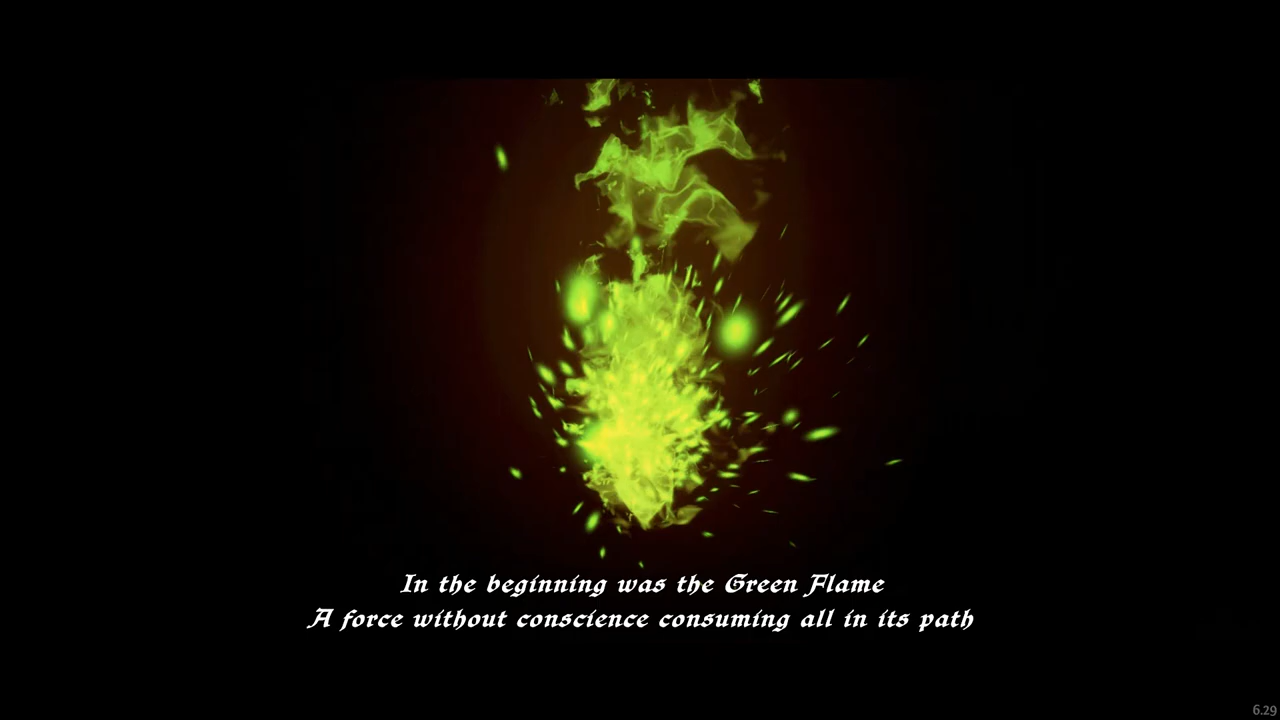 In the beginning was the Green Flame
A force without conscience consuming all in its path
6.29